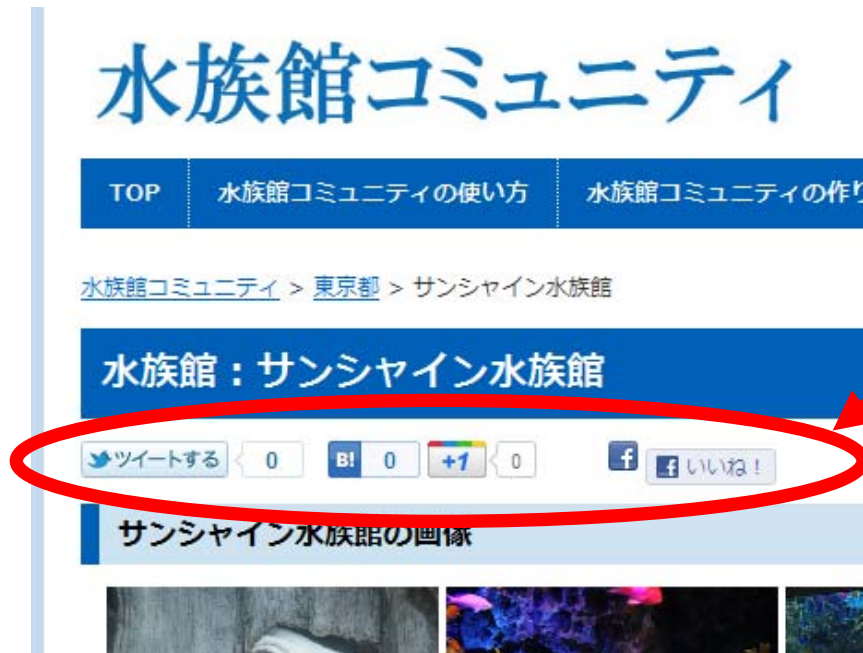 水族館コミュニティ
TOP 水族館コミュニティの使い方 水族館コミュニティの作り
水族館コミュニティ > 東京都 > サンシャイン水族館
水族館：サンシャイン水族館
ツイートする 0 B! 0 +1 0 f f いいね！
サンシャイン水族館の画像